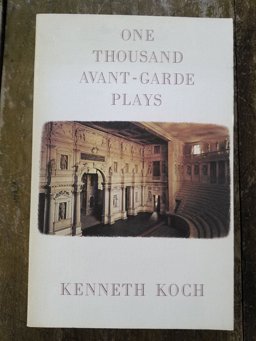 ONE
THOUSAND
AVANT-GARDE
PLAYS
KENNETH KOCH